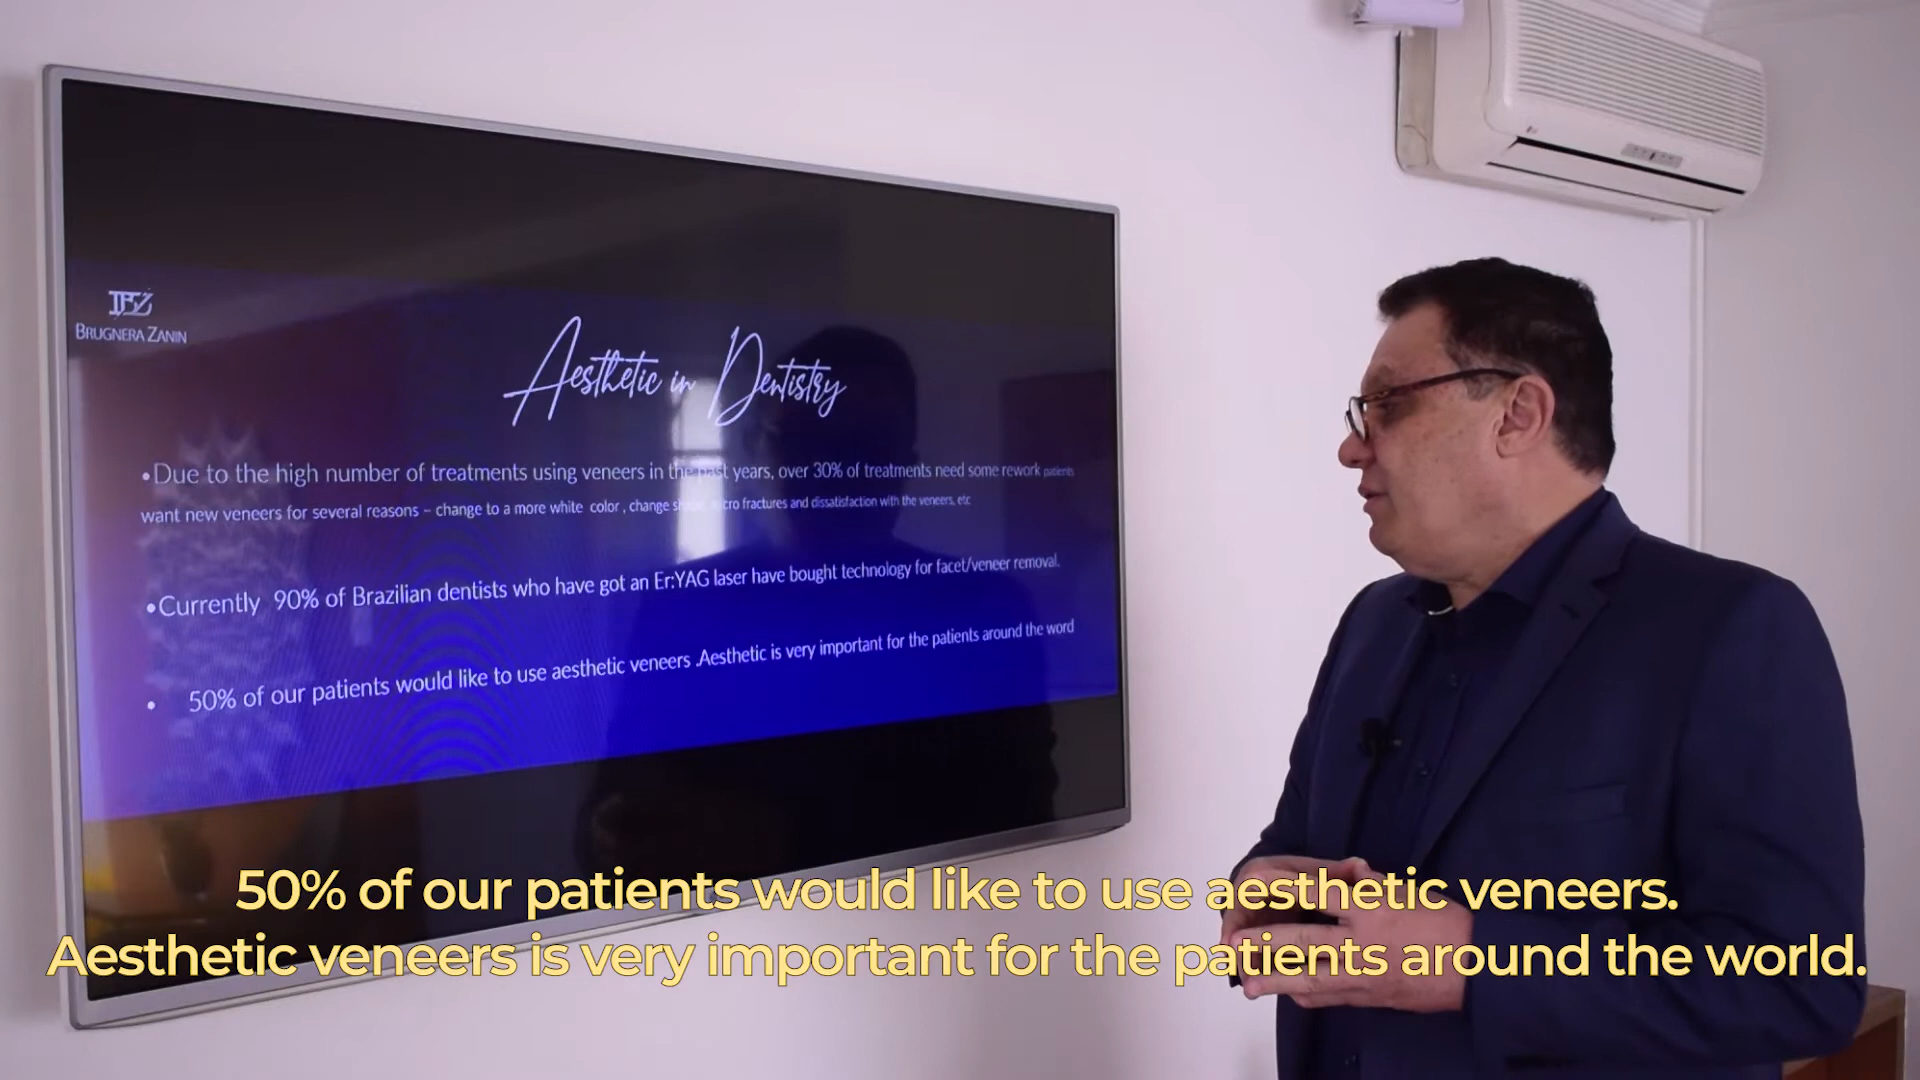 IBZ
BRUGNERA ZANIN
Aesthetic in Dentistry
•Due to the high number of treatments using veneers in the past years, over 30% of treatments need some rework patients
want new veneers for several reasons – change to a more white color , change micro fractures and dissatisfaction with the veneers, etc
•Currently 90% of Brazilian dentists who have got an Er:YAG laser have bought technology for facet/veneer removal.
• 50% of our patients would like to use aesthetic veneers .Aesthetic is very important for the patients around the word
50% of our patients would like to use aesthetic veneers.
Aesthetic veneers is very important for the patients around the world.